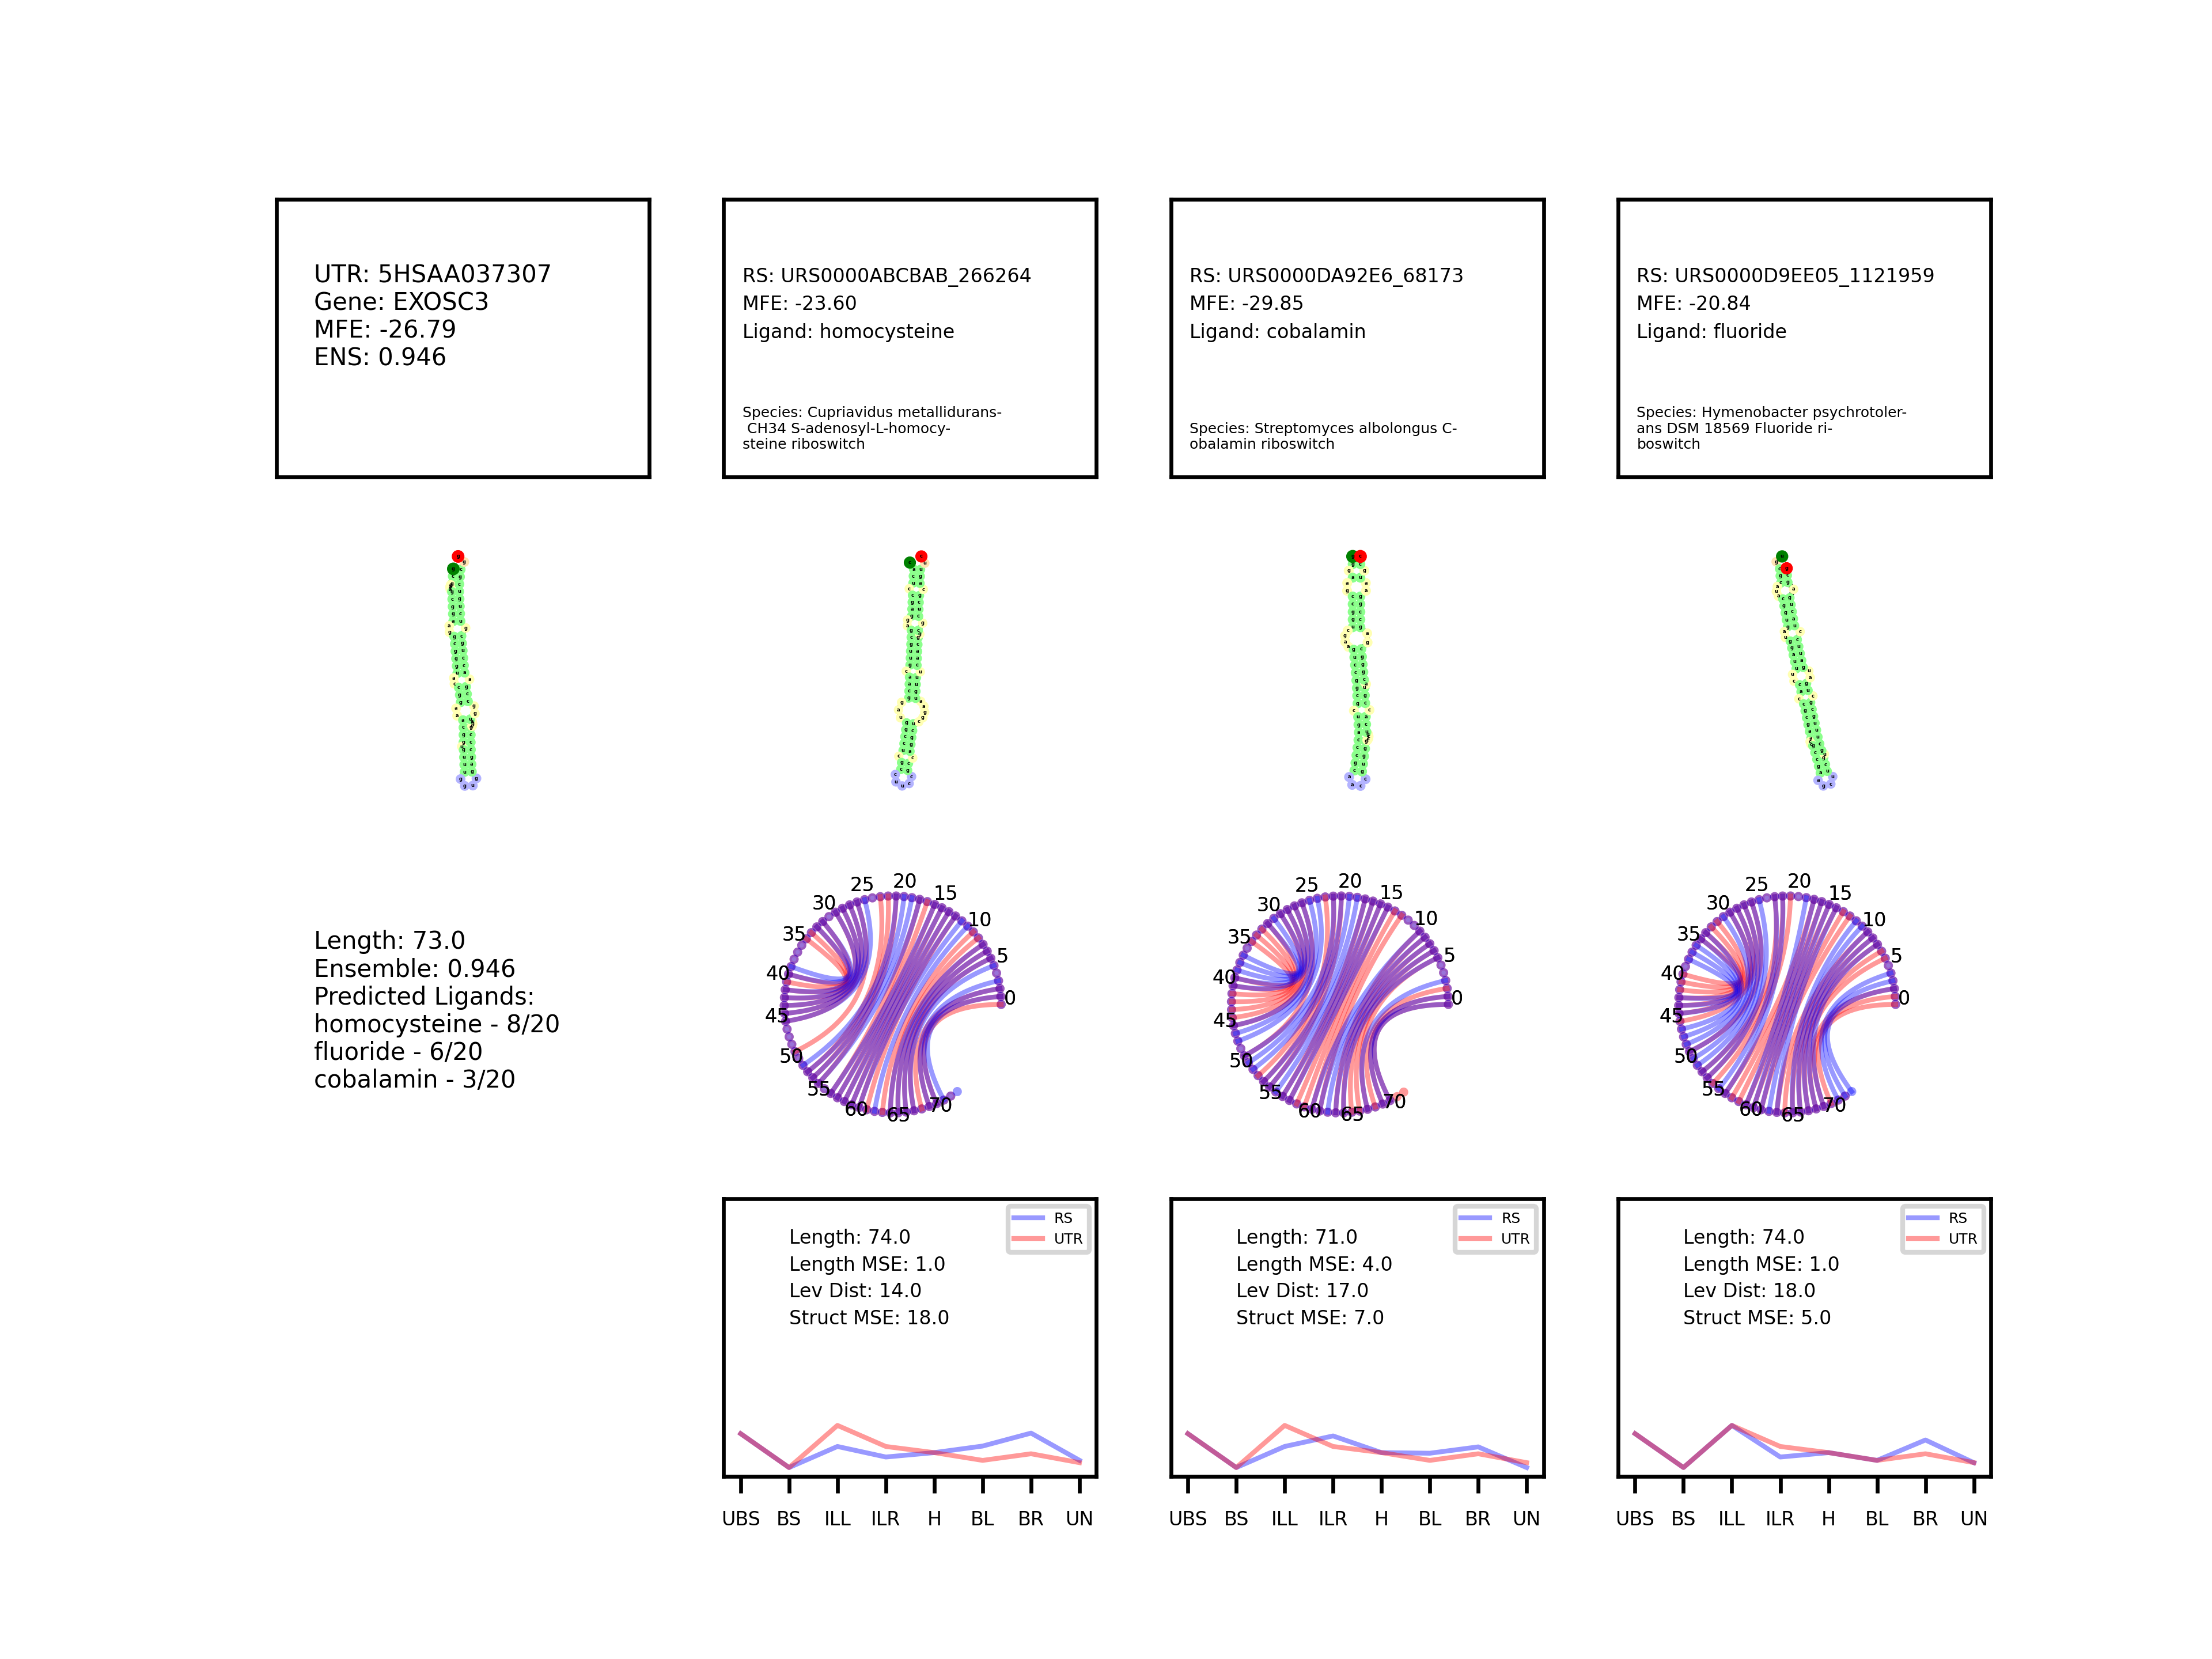 UTR: 5HSAA037307
Gene: EXOSC3
MFE: -26.79
ENS: 0.946
RS: URS0000ABCBAB_266264
MFE: -23.60
Ligand: homocysteine
Species: Cupriavidus metallidurans-
CH34 S-adenosyl-L-homocy-
steine riboswitch
RS: URS0000DA92E6_68173
MFE: -29.85
Ligand: cobalamin
Species: Streptomyces albolongus C-
obalamin riboswitch
RS: URS0000D9EE05_1121959
MFE: -20.84
Ligand: fluoride
Species: Hymenobacter psychrotoler-
ans DSM 18569 Fluoride ri-
boswitch
Length: 73.0
Ensemble: 0.946
Predicted Ligands:
homocysteine - 8/20
fluoride - 6/20
cobalamin - 3/20
0
5
10
15
20
25
30
35
40
45
50
55
60
65
70
0
5
10
15
20
25
30
35
40
45
50
55
60
65
70
0
5
10
15
20
25
30
35
40
45
50
55
60
65
70
RS
UTR
Length: 74.0
Length MSE: 1.0
Lev Dist: 14.0
Struct MSE: 18.0
UBS BS ILL ILR H BL BR UN
RS
UTR
Length: 71.0
Length MSE: 4.0
Lev Dist: 17.0
Struct MSE: 7.0
UBS BS ILL ILR H BL BR UN
RS
UTR
Length: 74.0
Length MSE: 1.0
Lev Dist: 18.0
Struct MSE: 5.0
UBS BS ILL ILR H BL BR UN